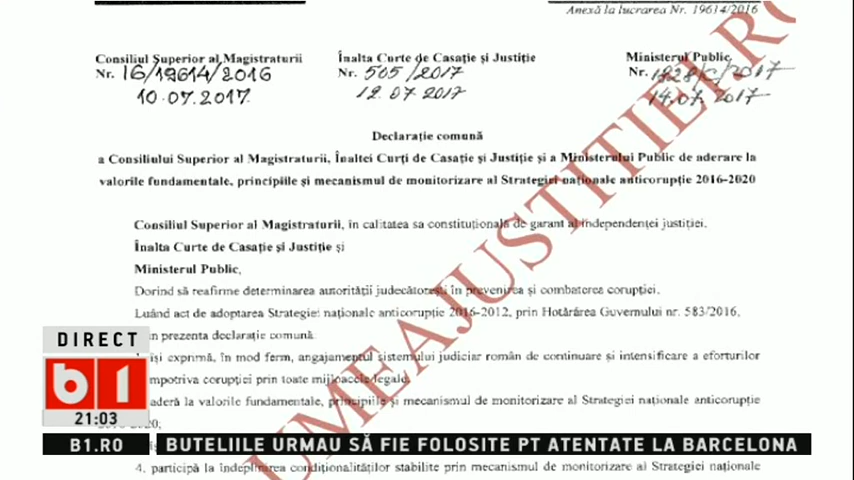 Anexă la lucrarea Nr. 19614/2016
Consiliul Superior al Magistraturii
Nr. 16/19614/2016
10.07.2017.
Înalta Curte de Casație și Justiție
Nr. 505/2017
12.07.2017
Ministerul Public
Nr. 1928/C/2017
14.07.2017
Declarație comună
a Consiliului Superior al Magistraturii, Înaltei Curți de Casație și Justiție și a Ministerului Public de aderare la
valorile fundamentale, principiile și mecanismul de monitorizare al Strategiei naționale anticorupție 2016-2020
Consiliul Superior al Magistraturii, în calitatea sa constituțională de garant al independenței justiției,
Înalta Curte de Casație și Justiție și
Ministerul Public,
Dorind să reafirme determinarea autorității judecătorești în prevenirea și combaterea corupției,
Luând act de adoptarea Strategiei naționale anticorupție 2016-2012, prin Hotărârea Guvernului nr. 583/2016,
in prezenta declarație comună:
își exprimă, în mod ferm, angajamentul sistemului judiciar român de continuare și intensificare a eforturilor
împotriva corupției prin toate mijloacele legale,
aderă la valorile fundamentale, principiile și mecanismul de monitorizare al Strategiei naționale anticorupție
4. participă la îndeplinirea condiționalităților stabilite prin mecanismul de monitorizare al Strategiei naționale
UMEAJUSTITIEI.RO
DIRECT
b1
21:03
B1.RO
BUTELIILE URMAU SĂ FIE FOLOSITE PT ATENTATE LA BARCELONA